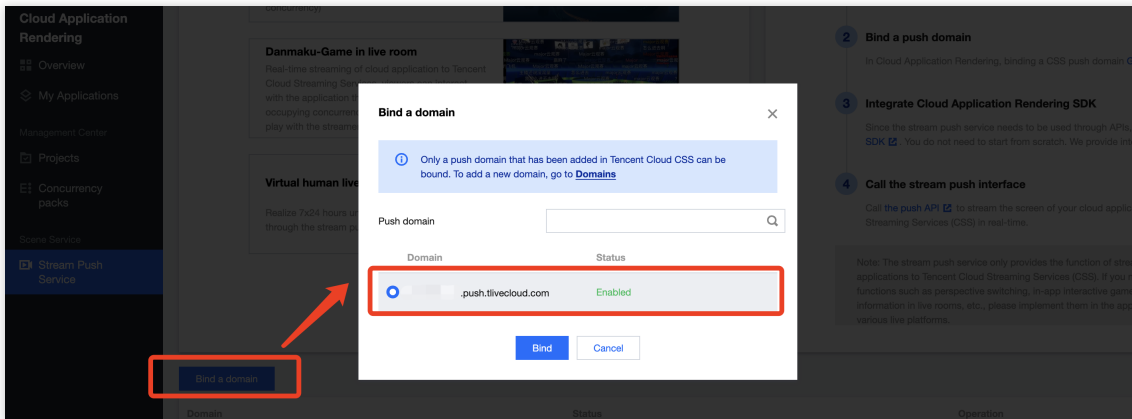 Cloud Application
Rendering
Overview
My Applications
Management Center
Projects
Concurrency
packs
Scene Service
Stream Push
Service
concurrency)
Danmaku-Game in live room
Real-time streaming of cloud application to Tencent
Cloud Streaming
with the application
occupying
play with the
Virtual human live
Realize 7x24 hours
through the stream
Bind a domain
Domain
Status
Operation
Bind a domain
Only a push domain that has been added in Tencent Cloud CSS can be
bound. To add a new domain, go to Domains
Push domain
Domain
Status
.push.tlivecloud.com
Enabled
Bind
Cancel
2
Bind a push domain
In Cloud Application Rendering, binding a CSS push domain
3
Integrate Cloud Application Rendering SDK
Since the stream push service needs to be used through APIs,
SDK . You do not need to start from scratch. We provide
4
Call the stream push interface
Call the push API to stream the screen of your cloud
Streaming Services (CSS) in real-time.
Note: The stream push service only provides the function of
applications to Tencent Cloud Streaming Services (CSS). If you
functions such as perspective switching, in-app interactive
information in live rooms, etc., please implement them in the
various live platforms.